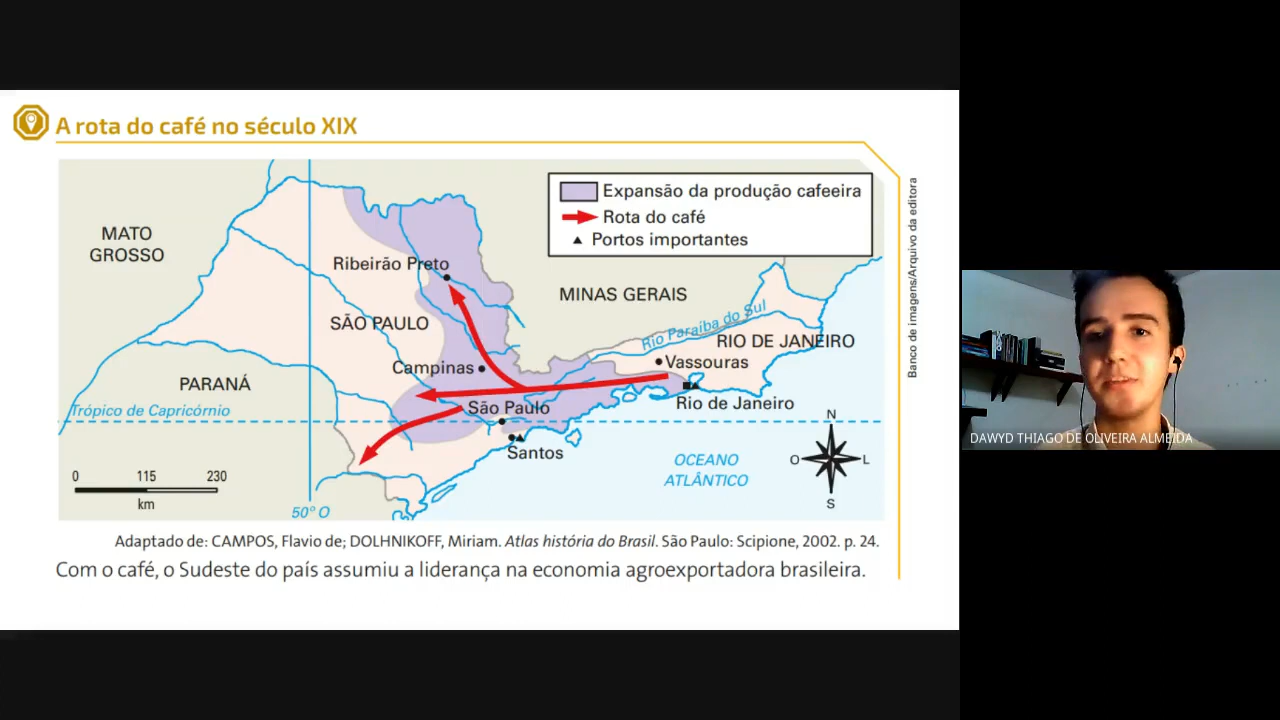 A rota do café no século XIX
Expansão da produção cafeeira
Rota do café
Portos importantes
MATO
GROSSO
Ribeirão Preto
MINAS GERAIS
SÃO PAULO
Rio Paraíba do Sul
RIO DE JANEIRO
Vassouras
Campinas
PARANÁ
Rio de Janeiro
Trópico de Capricórnio
São Paulo
Santos
OCEANO
ATLÂNTICO
N
O
L
S
0 115 230
km
50° O
Banco de imagens/Arquivo da editora
Adaptado de: CAMPOS, Flavio de; DOLHNIKOFF, Miriam. Atlas história do Brasil. São Paulo: Scipione, 2002. p. 24.
Com o café, o Sudeste do país assumiu a liderança na economia agroexportadora brasileira.
DAWYD THIAGO DE OLIVEIRA ALMEIDA